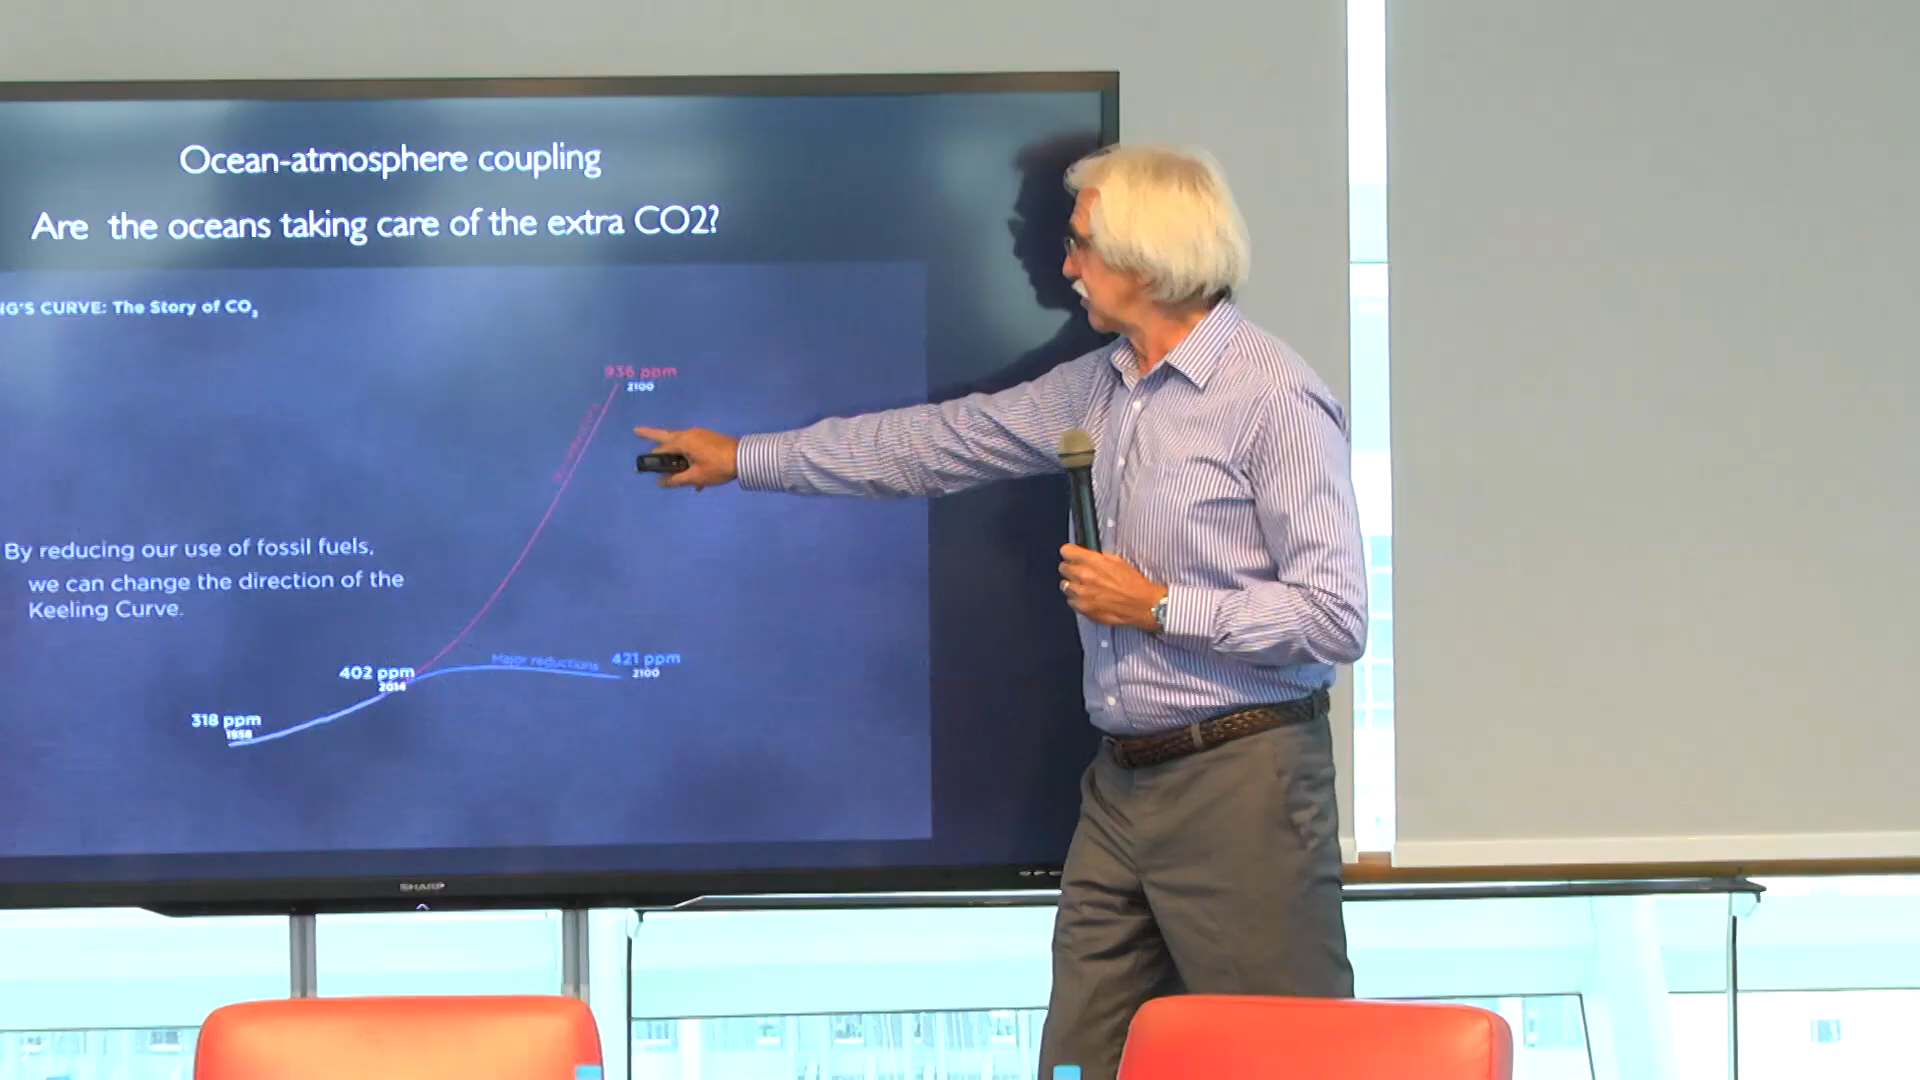 Ocean-atmosphere coupling
Are the oceans taking care of the extra CO2?
NG'S CURVE: The Story of CO₂
936 ppm
2100
By reducing our use of fossil fuels,
we can change the direction of the
Keeling Curve.
Major reductions
421 ppm
2100
402 ppm
2014
318 ppm
1958
SHARP